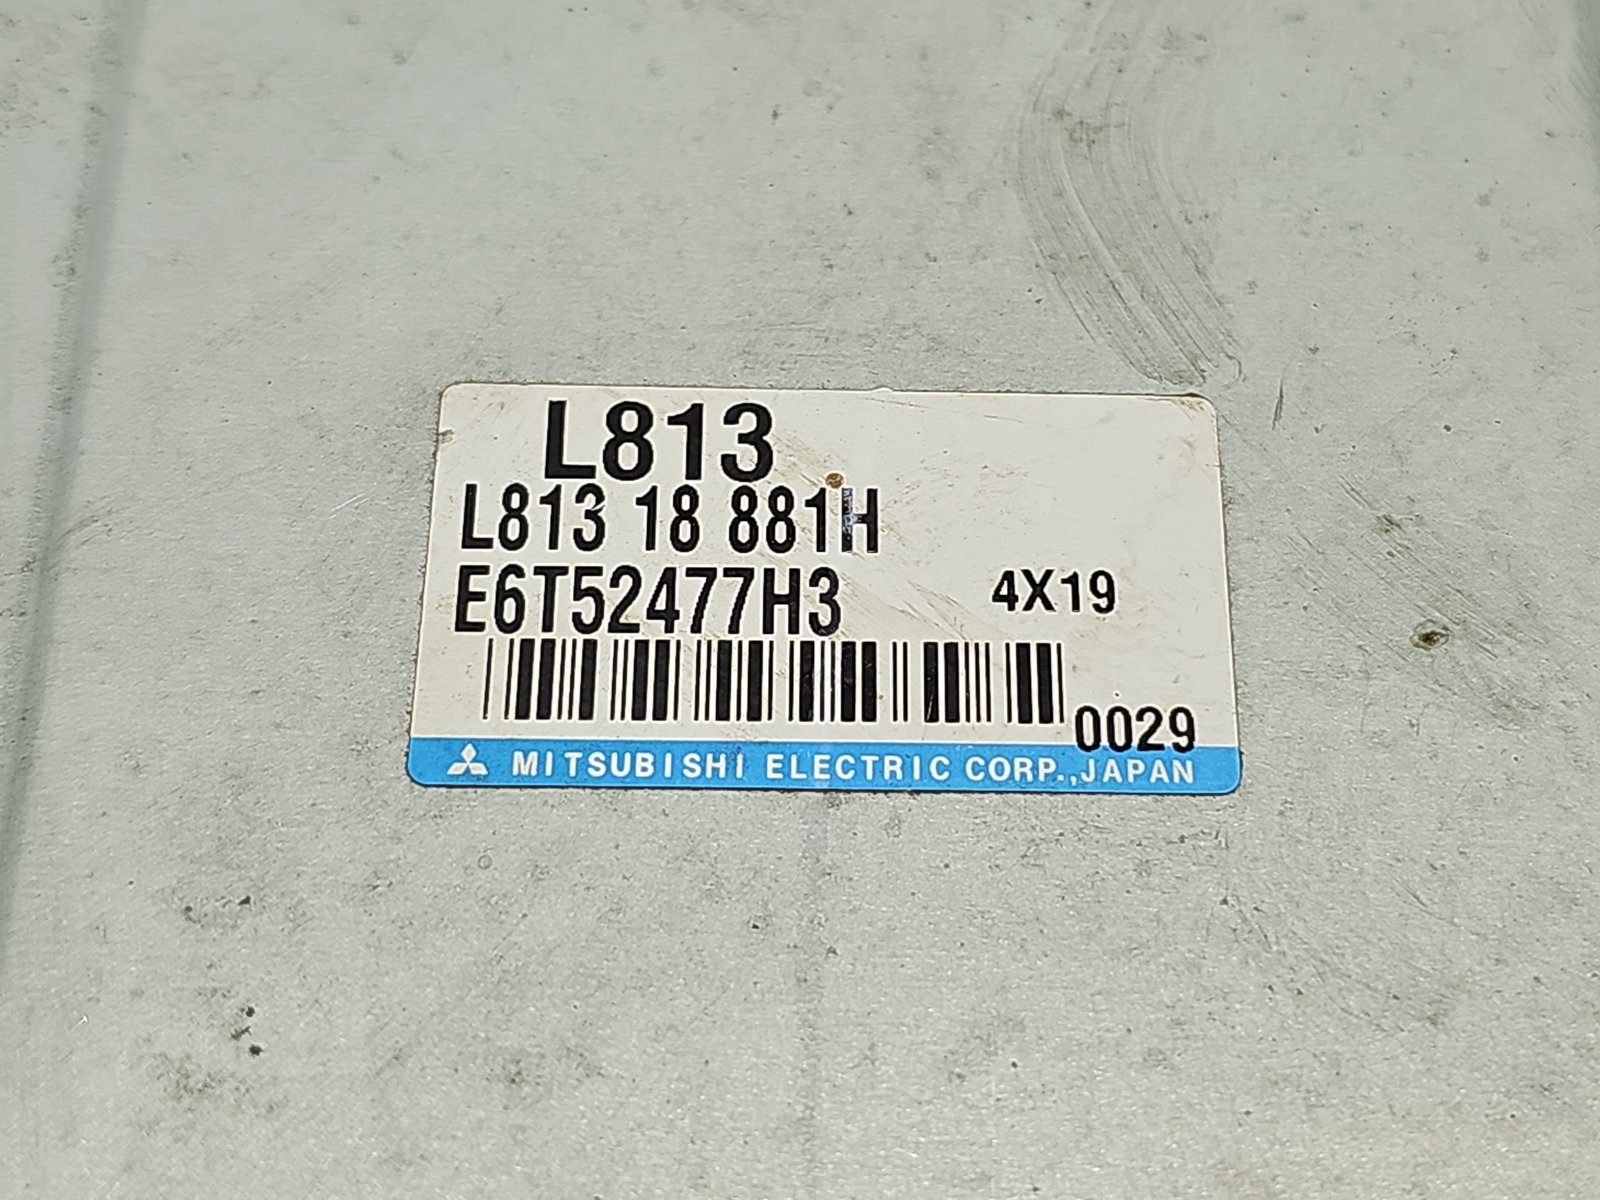 L813
L813 18 881H
E6T52477H3 4X19
0029
MITSUBISHI ELECTRIC CORP.,JAPAN